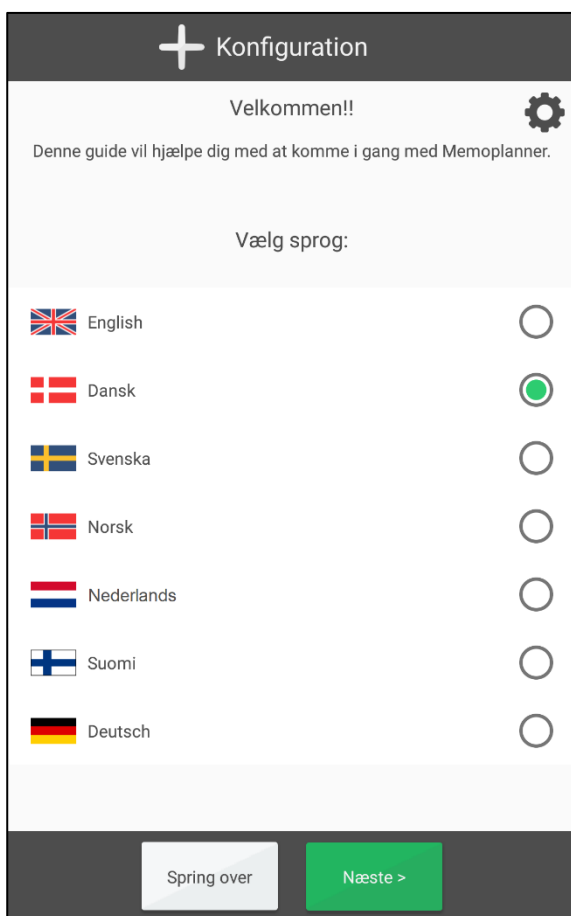 Konfiguration
Velkommen!!
Denne guide vil hjælpe dig med at komme i gang med Memoplanner.
Vælg sprog:
English
Dansk
Svenska
Norsk
Nederlands
Suomi
Deutsch
Spring over
Næste >